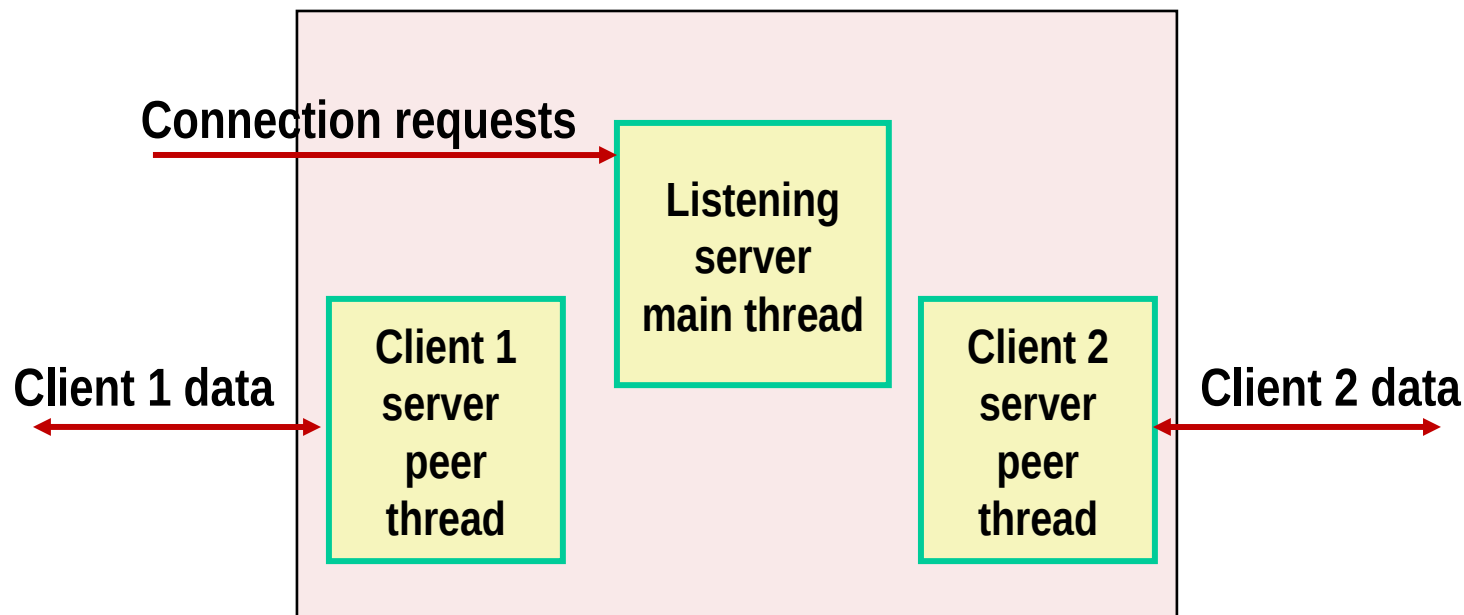 Connection requests
Listening
server
main thread
Client 1
server
peer
thread
Client 2
server
peer
thread
Client 1 data
Client 2 data